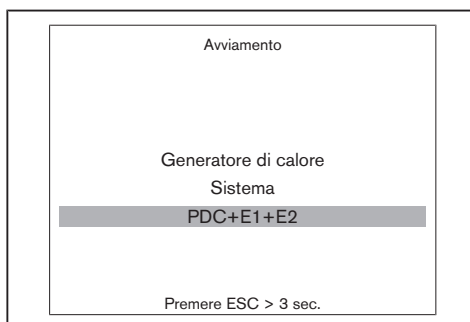 Avviamento
Generatore di calore
Sistema
PDC+E1+E2
Premere ESC > 3 sec.